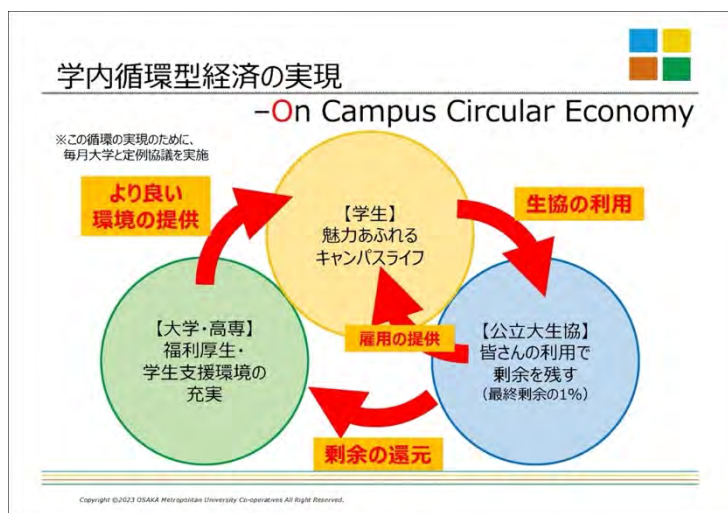 学内循環型経済の実現
–On Campus Circular Economy
※この循環の実現のために、
毎月大学と定例協議を実施
より良い
環境の提供
【学生】
魅力あふれる
キャンパスライフ
生協の利用
【大学・高専】
福利厚生・
学生支援環境の
充実
雇用の提供
【公立大生協】
皆さんの利用で
剰余を残す
(最終剰余の1%)
剰余の還元
Copyright ©2023 OSAKA Metropolitan University Co-operatives All Right Reserved.